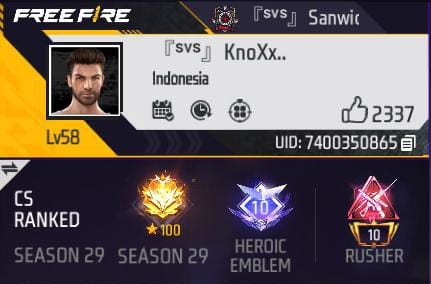 FREE FIRE
『sᵛs』 Sanwic
『sᵛs』 KnoXx..
Indonesia
2337
Lv58
UID: 7400350865
CS
RANKED
SEASON 29
100
SEASON 29
10
HEROIC
EMBLEM
10
RUSHER